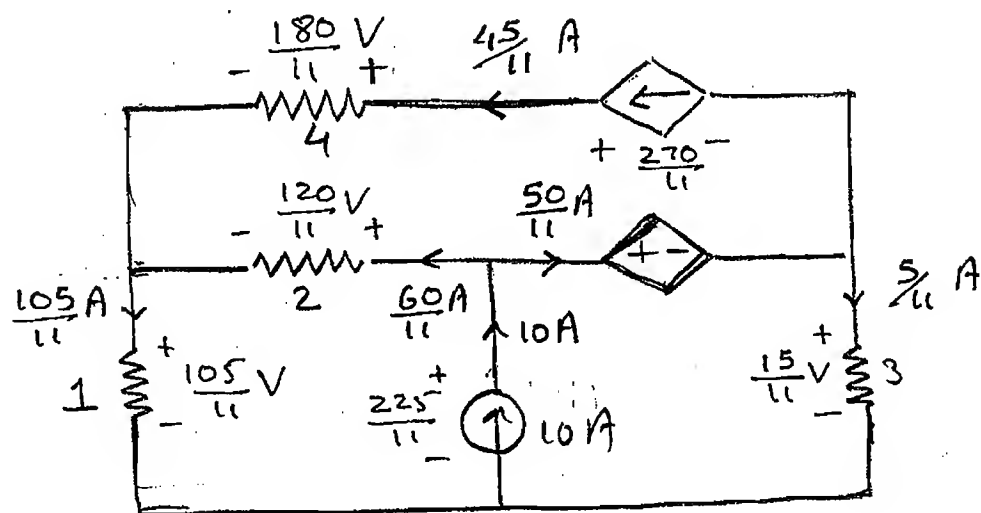 180/11 V
45/11 A
- +
4
+ 270/11 -
120/11 V
50/11 A
- +
+ -
2
105/11 A
60/11 A
10A
5/11 A
+
105/11 V
-
1
+
225/11
-
10A
+
15/11 V
-
3